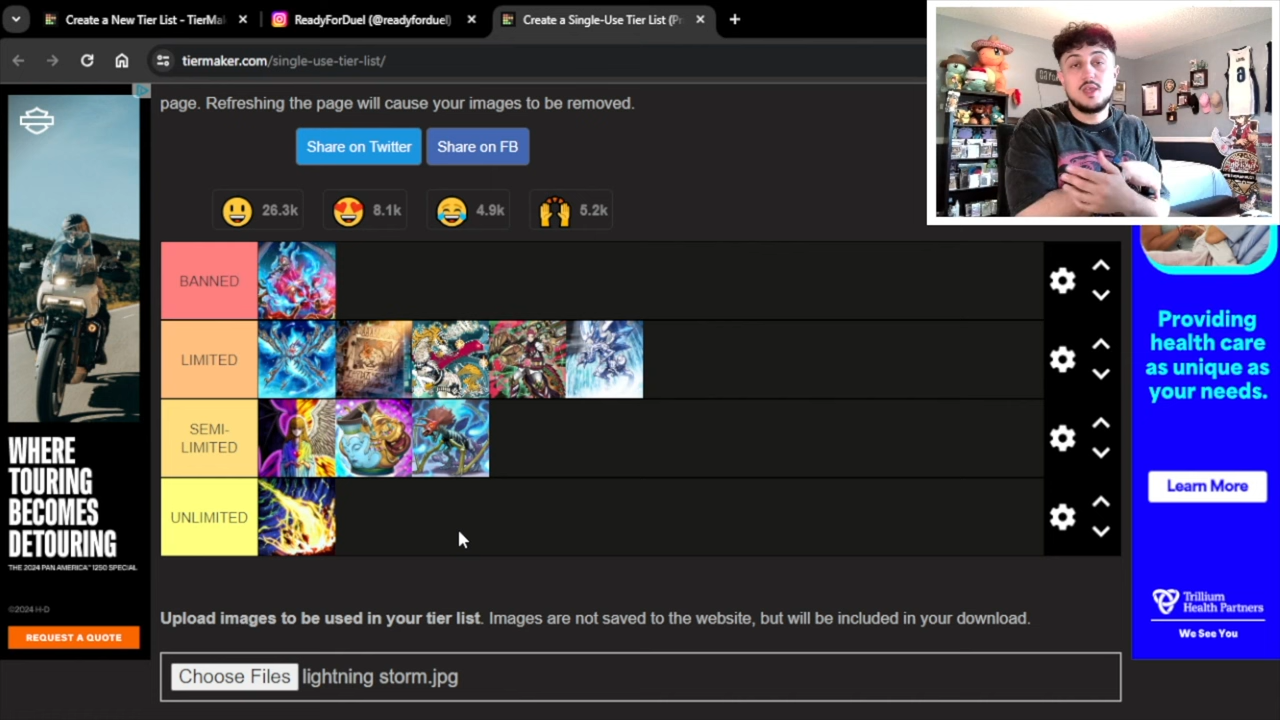 Create a New Tier List - TierMa
ReadyForDuel (@readyforduel)
Create a Single-Use Tier List (P
tiermaker.com/single-use-tier-list/
page. Refreshing the page will cause your images to be removed.
Share on Twitter
Share on FB
26.3k
8.1k
4.9k
5.2k
BANNED
LIMITED
SEMI-
LIMITED
UNLIMITED
Upload images to be used in your tier list. Images are not saved to the website, but will be included in your download.
Choose Files lightning storm.jpg
WHERE
TOURING
BECOMES
DETOURING
THE 2024 PAN AMERICA™ 1250 SPECIAL
©2024 H-D
REQUEST A QUOTE
Providing
health care
as unique as
your needs.
Learn More
Trillium
Health Partners
We See You